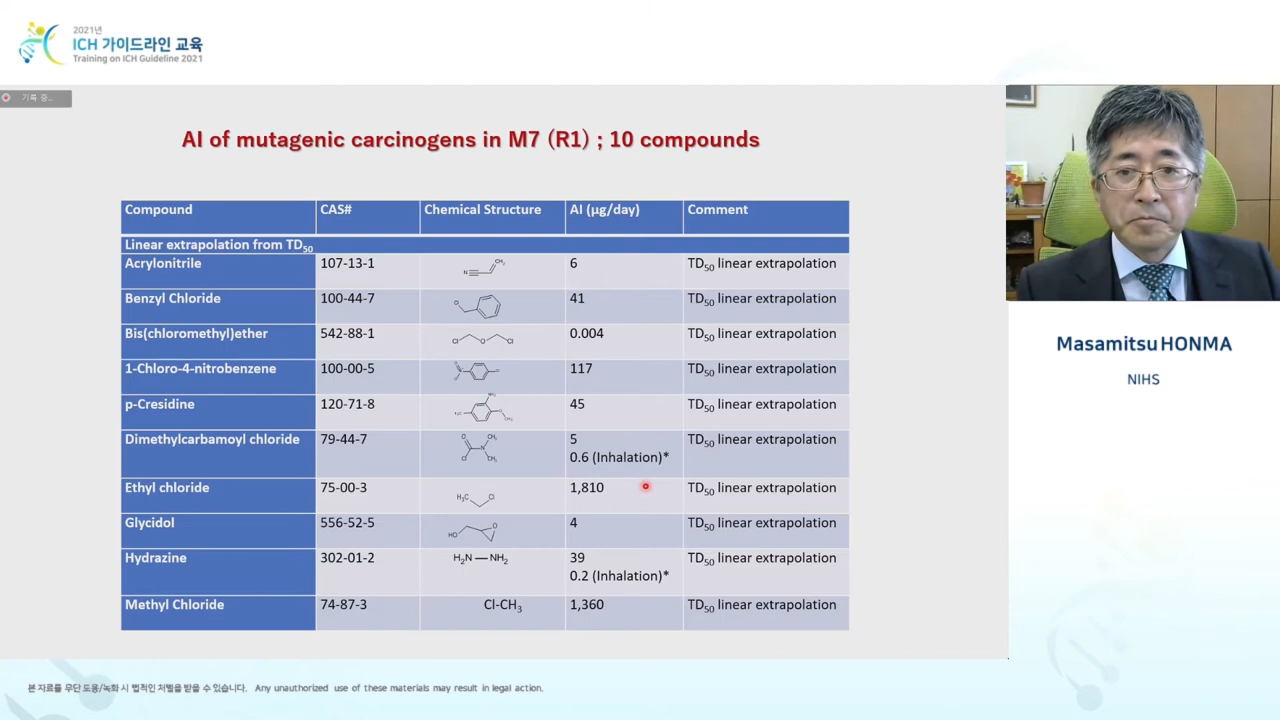 2021년
ICH 가이드라인 교육
Training on ICH Guideline 2021
기록 중...
AI of mutagenic carcinogens in M7 (R1) ; 10 compounds
Compound CAS# Chemical Structure AI (µg/day) Comment
Linear extrapolation from TD50
Acrylonitrile 107-13-1 6 TD50 linear extrapolation
Benzyl Chloride 100-44-7 41 TD50 linear extrapolation
Bis(chloromethyl)ether 542-88-1 Cl O Cl 0.004 TD50 linear extrapolation
1-Chloro-4-nitrobenzene 100-00-5 117 TD50 linear extrapolation
p-Cresidine 120-71-8 45 TD50 linear extrapolation
Dimethylcarbamoyl chloride 79-44-7 5 TD50 linear extrapolation
0.6 (Inhalation)*
Ethyl chloride 75-00-3 H3C Cl 1,810 TD50 linear extrapolation
Glycidol 556-52-5 HO O 4 TD50 linear extrapolation
Hydrazine 302-01-2 H2N — NH2 39 TD50 linear extrapolation
0.2 (Inhalation)*
Methyl Chloride 74-87-3 Cl-CH3 1,360 TD50 linear extrapolation
Masamitsu HONMA
NIHS
본 자료를 무단 도용/녹화 시 법적인 처벌을 받을 수 있습니다. Any unauthorized use of these materials may result in legal action.